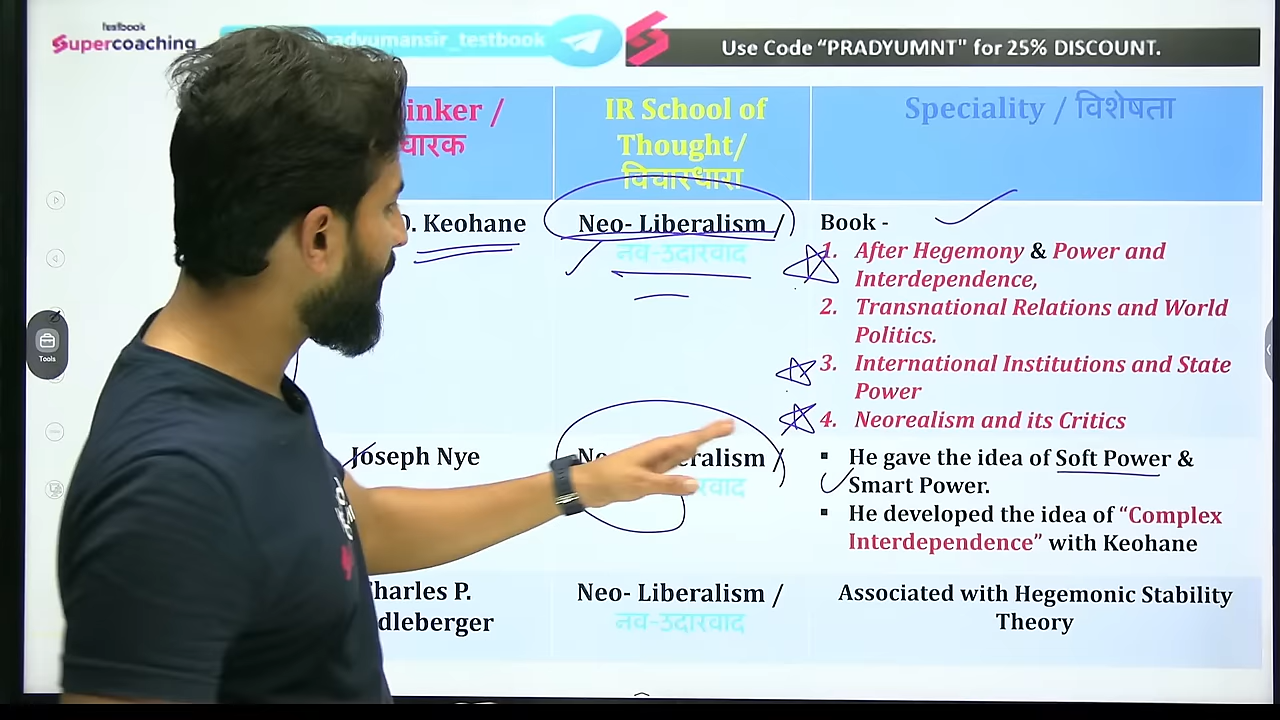 testbook
Supercoaching
radyumansir_testbook
Use Code "PRADYUMNT" for 25% DISCOUNT.
inker /
चारक
IR School of
Thought/
विचारधारा
Speciality / विशेषता
. Keohane
Neo- Liberalism /
नव-उदारवाद
Book -
1. After Hegemony & Power and
Interdependence,
2. Transnational Relations and World
Politics.
3. International Institutions and State
Power
4. Neorealism and its Critics
Joseph Nye
▪ He gave the idea of Soft Power &
Smart Power.
▪ He developed the idea of "Complex
Interdependence" with Keohane
harles P.
dleberger
Neo- Liberalism /
नव-उदारवाद
Associated with Hegemonic Stability
Theory
Tools